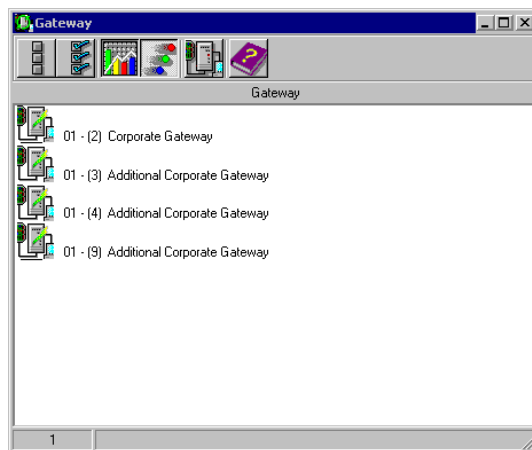 Gateway
Gateway
01 - (2) Corporate Gateway
01 - (3) Additional Corporate Gateway
01 - (4) Additional Corporate Gateway
01 - (9) Additional Corporate Gateway
1